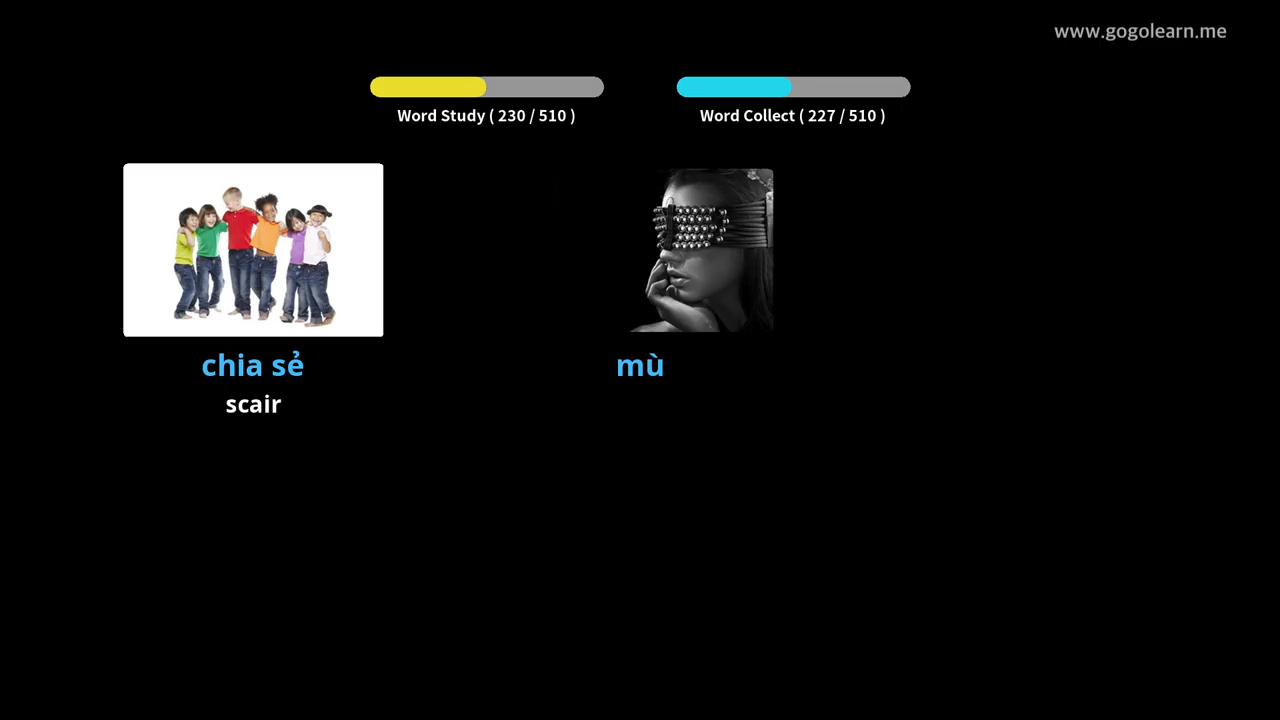 www.gogolearn.me
Word Study ( 230 / 510 )
Word Collect ( 227 / 510 )
chia sẻ
scair
mù